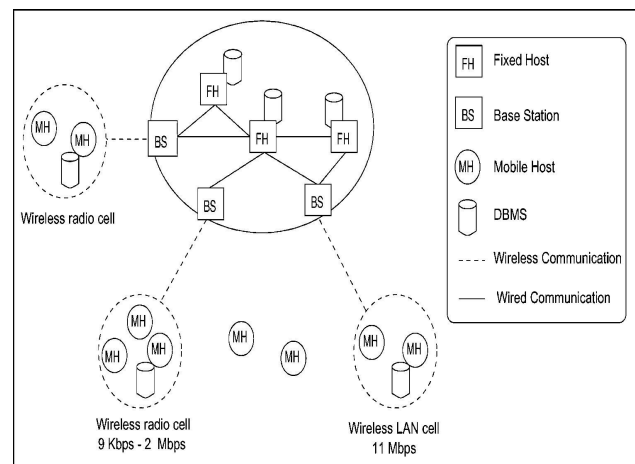 FH
FH
FH
BS
BS
BS
MH
MH
Wireless radio cell
MH
MH
MH
MH
MH
MH
MH
Wireless radio cell
9 Kbps - 2 Mbps
Wireless LAN cell
11 Mbps
FH Fixed Host
BS Base Station
MH Mobile Host
DBMS
Wireless Communication
Wired Communication